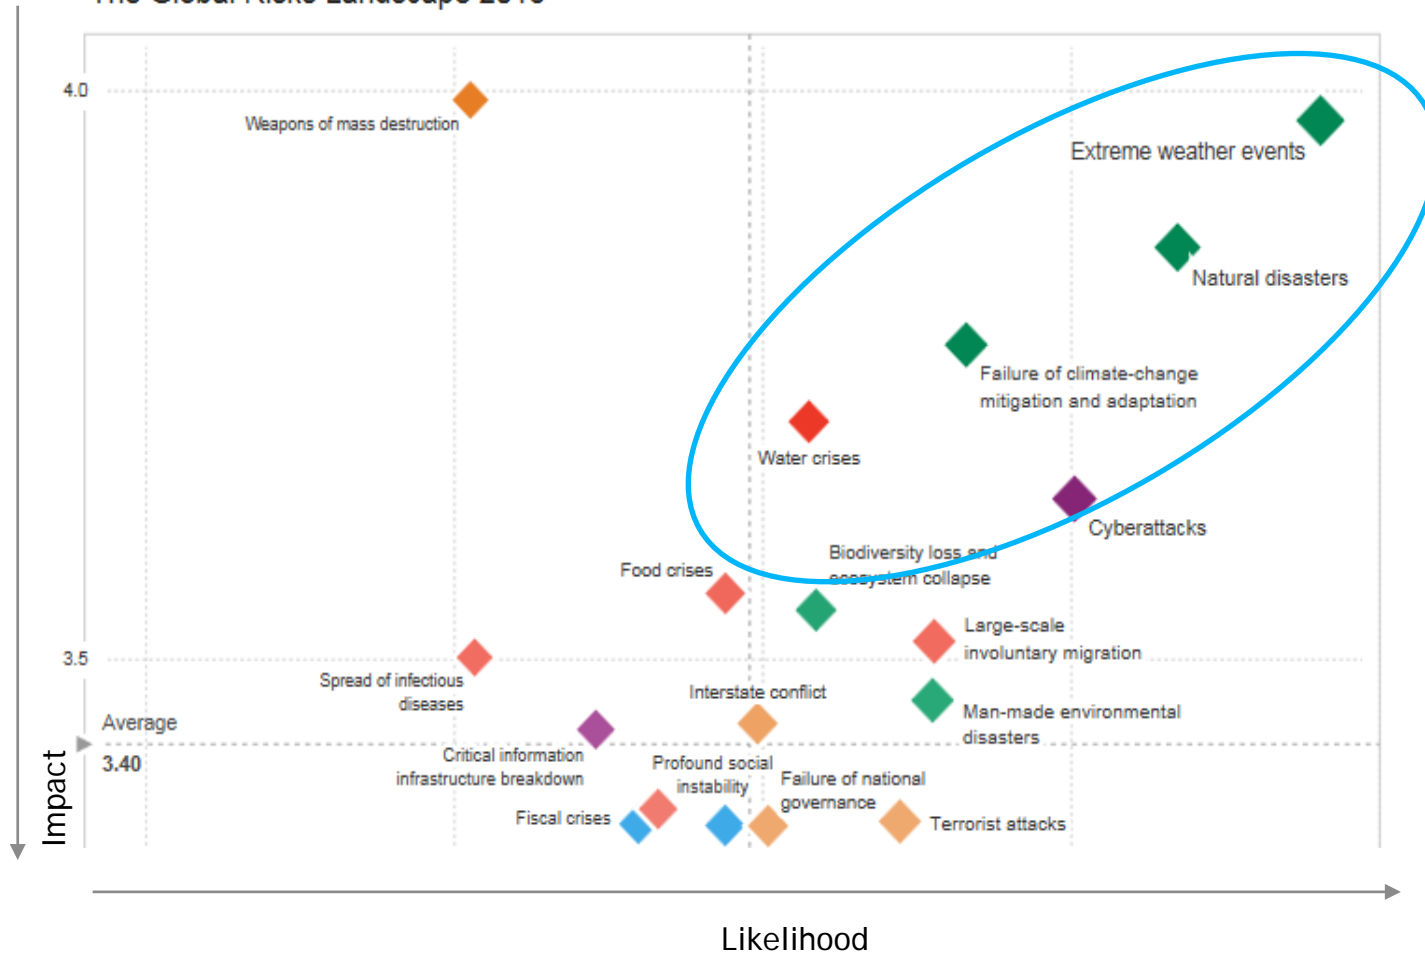 4.0
Weapons of mass destruction
Extreme weather events
Natural disasters
Failure of climate-change
mitigation and adaptation
Water crises
Cyberattacks
Biodiversity loss and
ecosystem collapse
Food crises
Large-scale
involuntary migration
3.5
Spread of infectious
diseases
Interstate conflict
Man-made environmental
disasters
Average
3.40
Critical information
infrastructure breakdown
Profound social
instability
Failure of national
governance
Fiscal crises
Terrorist attacks
Impact
Likelihood